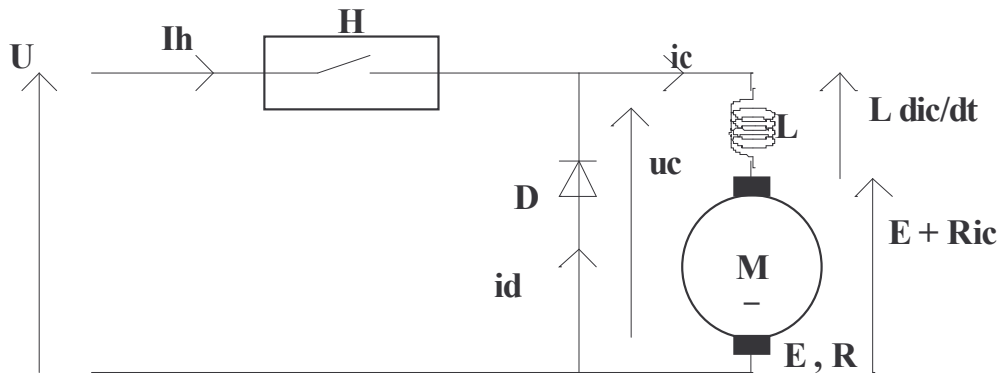 H
Ih
U
ic
L dic/dt
L
uc
D
E + Ric
M
id
E , R